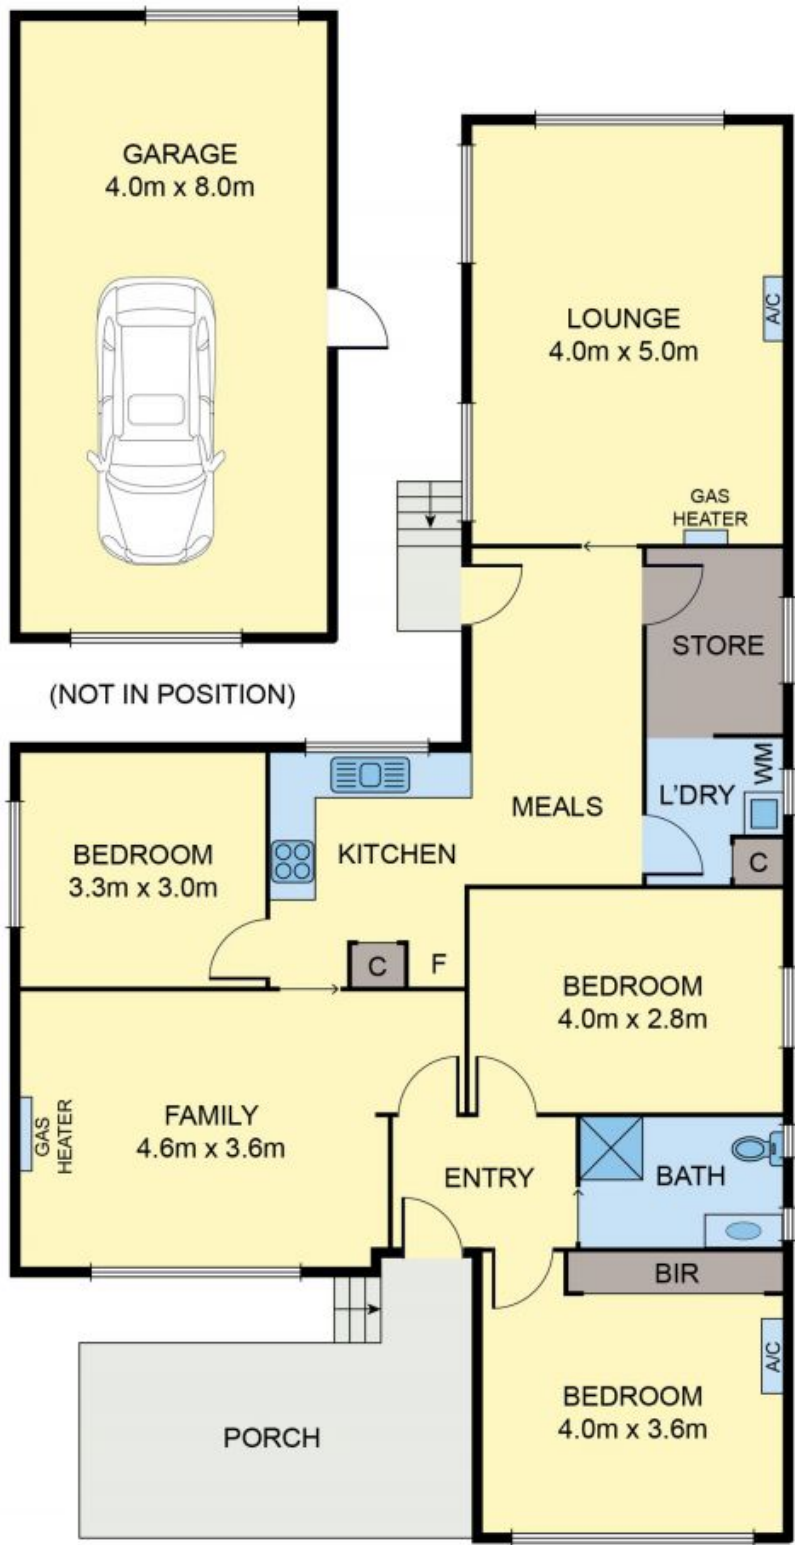 GARAGE
4.0m x 8.0m
LOUNGE
4.0m x 5.0m
A/C
GAS
HEATER
STORE
(NOT IN POSITION)
WM
L'DRY
MEALS
C
BEDROOM
3.3m x 3.0m
KITCHEN
C
F
BEDROOM
4.0m x 2.8m
FAMILY
4.6m x 3.6m
GAS
HEATER
ENTRY
BATH
BIR
A/C
BEDROOM
4.0m x 3.6m
PORCH